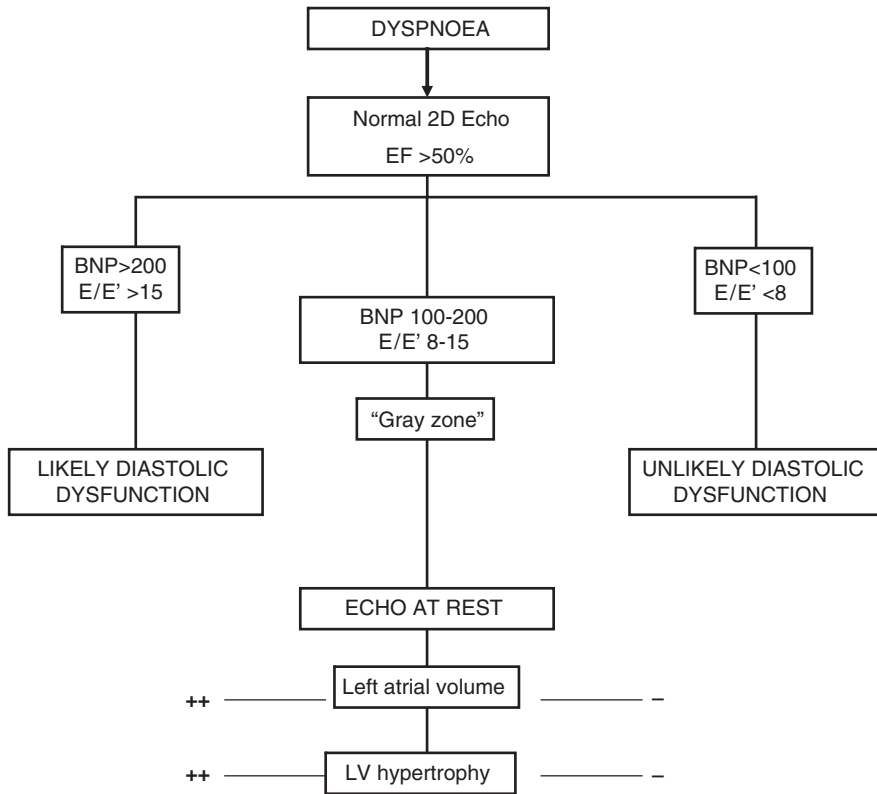 DYSPNOEA
Normal 2D Echo
EF >50%
BNP>200
E/E' >15
BNP 100-200
E/E' 8-15
BNP<100
E/E' <8
“Gray zone”
LIKELY DIASTOLIC
DYSFUNCTION
UNLIKELY DIASTOLIC
DYSFUNCTION
ECHO AT REST
++ Left atrial volume –
++ LV hypertrophy –